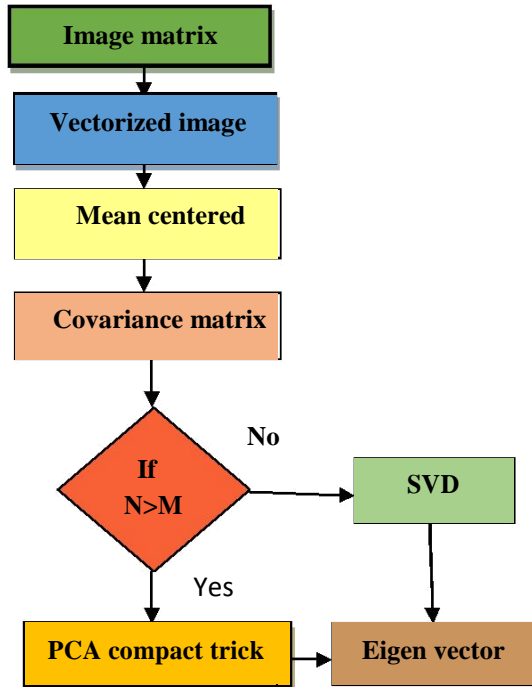 Image matrix
Vectorized image
Mean centered
Covariance matrix
If
N>M
No
SVD
Yes
PCA compact trick
Eigen vector